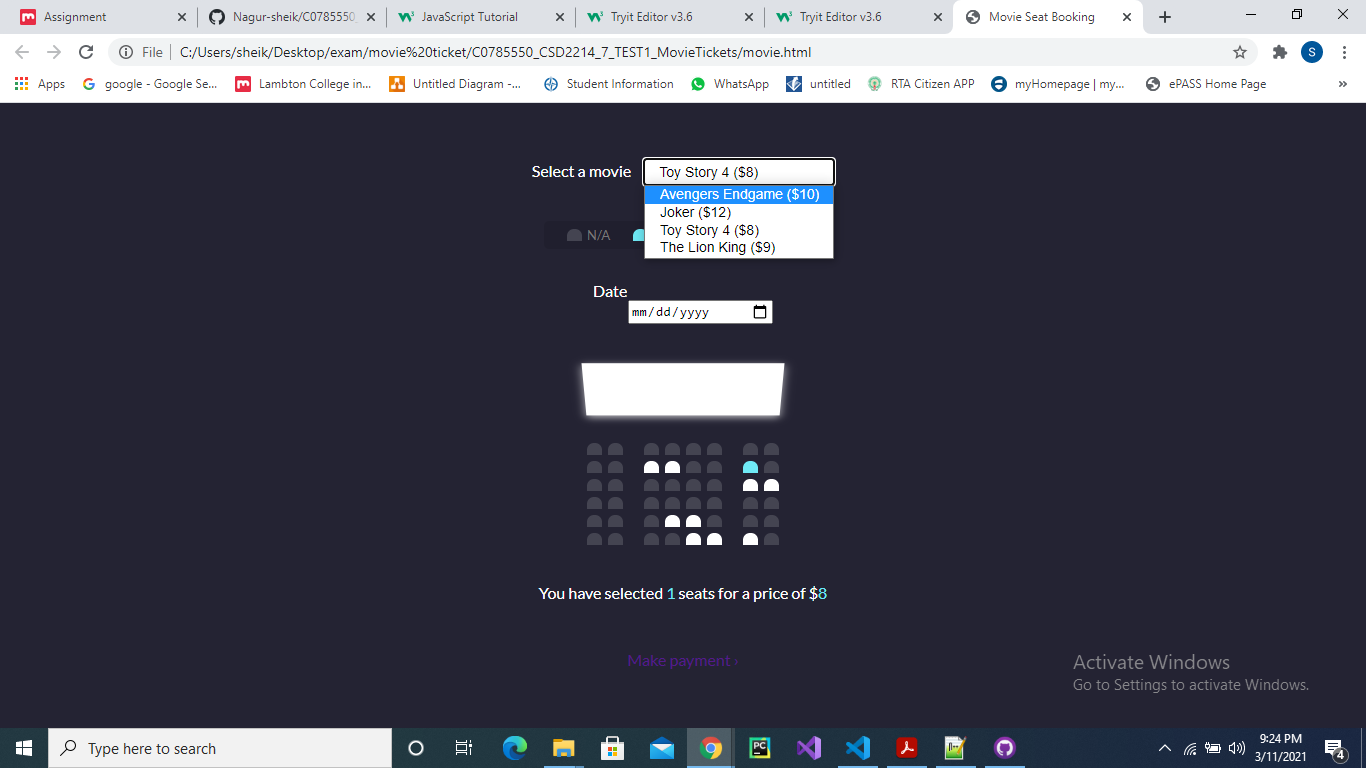 Assignment
Nagur-sheik/C0785550_
JavaScript Tutorial
Tryit Editor v3.6
Tryit Editor v3.6
Movie Seat Booking
File
C:/Users/sheik/Desktop/exam/movie%20ticket/C0785550_CSD2214_7_TEST1_MovieTickets/movie.html
S
Apps
google - Google Se...
Lambton College in...
Untitled Diagram -...
Student Information
WhatsApp
untitled
RTA Citizen APP
myHomepage | my...
ePASS Home Page
»
Select a movie
Toy Story 4 ($8)
Avengers Endgame ($10)
Joker ($12)
Toy Story 4 ($8)
The Lion King ($9)
N/A
Date
mm/dd/yyyy
You have selected 1 seats for a price of $8
Make payment ›
Activate Windows
Go to Settings to activate Windows.
Type here to search
PC
9:24 PM
3/11/2021
4